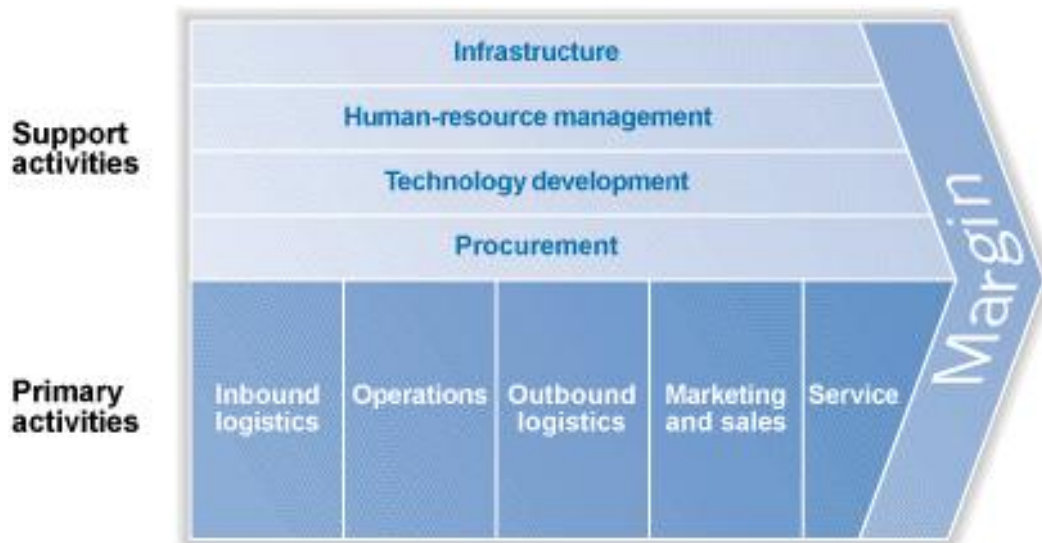 Infrastructure
Human-resource management
Technology development
Procurement
Support
activities
Margin
Primary
activities
Inbound
logistics
Operations
Outbound
logistics
Marketing
and sales
Service